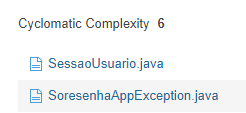 Cyclomatic Complexity 6
SessaoUsuario.java
SoresenhaAppException.java